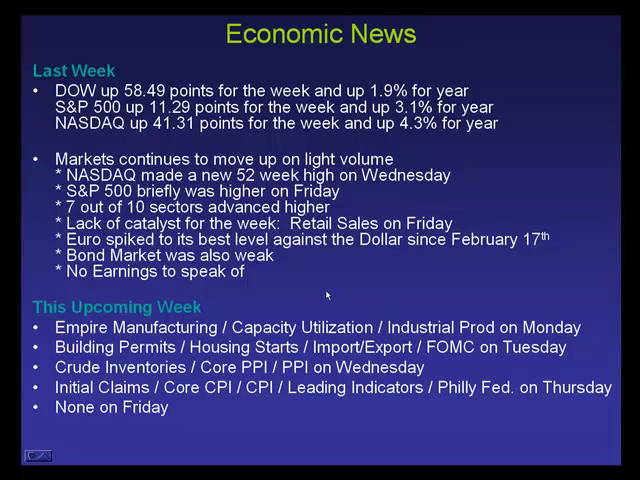 Economic News
Last Week
• DOW up 58.49 points for the week and up 1.9% for year
S&P 500 up 11.29 points for the week and up 3.1% for year
NASDAQ up 41.31 points for the week and up 4.3% for year
• Markets continues to move up on light volume
* NASDAQ made a new 52 week high on Wednesday
* S&P 500 briefly was higher on Friday
* 7 out of 10 sectors advanced higher
* Lack of catalyst for the week: Retail Sales on Friday
* Euro spiked to its best level against the Dollar since February 17th
* Bond Market was also weak
* No Earnings to speak of
This Upcoming Week
• Empire Manufacturing / Capacity Utilization / Industrial Prod on Monday
• Building Permits / Housing Starts / Import/Export / FOMC on Tuesday
• Crude Inventories / Core PPI / PPI on Wednesday
• Initial Claims / Core CPI / CPI / Leading Indicators / Philly Fed. on Thursday
• None on Friday